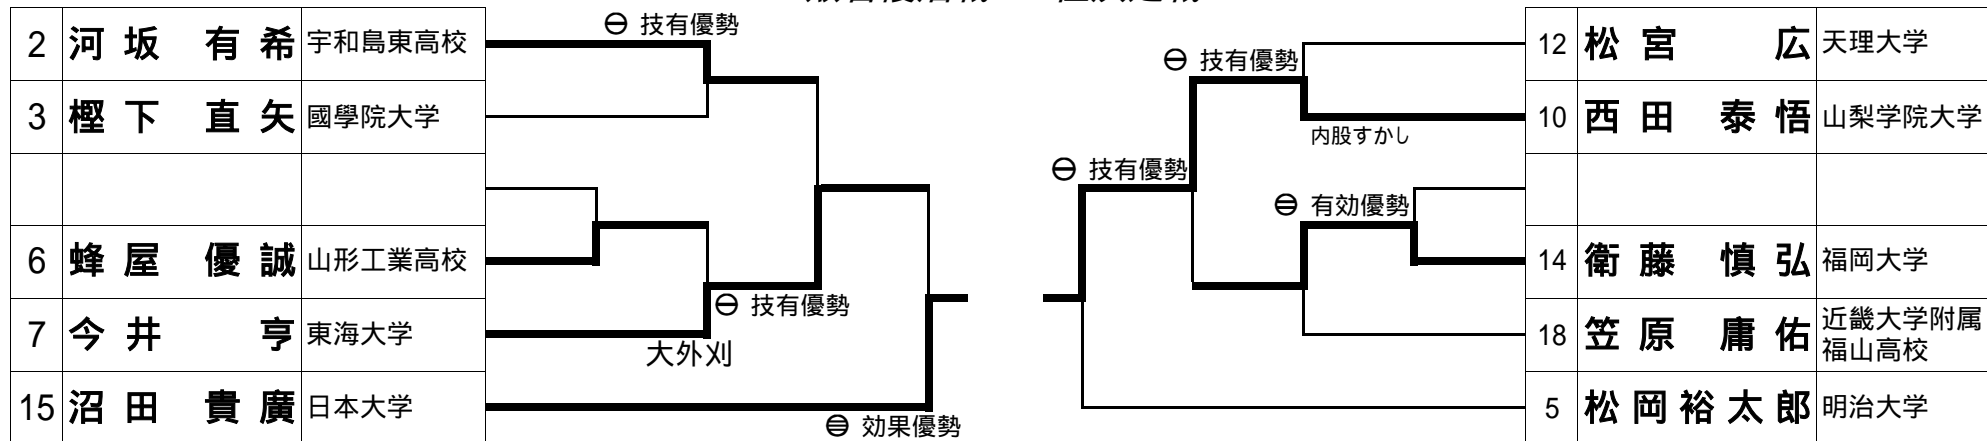 2 河坂 有希 宇和島東高校
3 樫下 直矢 國學院大学
6 蜂屋 優誠 山形工業高校
7 今井 亨 東海大学
15 沼田 貴廣 日本大学
技有優勢
技有優勢
大外刈
効果優勢
技有優勢
内股すかし
技有優勢
有効優勢
12 松宮 広 天理大学
10 西田 泰悟 山梨学院大学
14 衛藤 慎弘 福岡大学
18 笠原 庸佑 近畿大学附属
福山高校
5 松岡裕太郎 明治大学